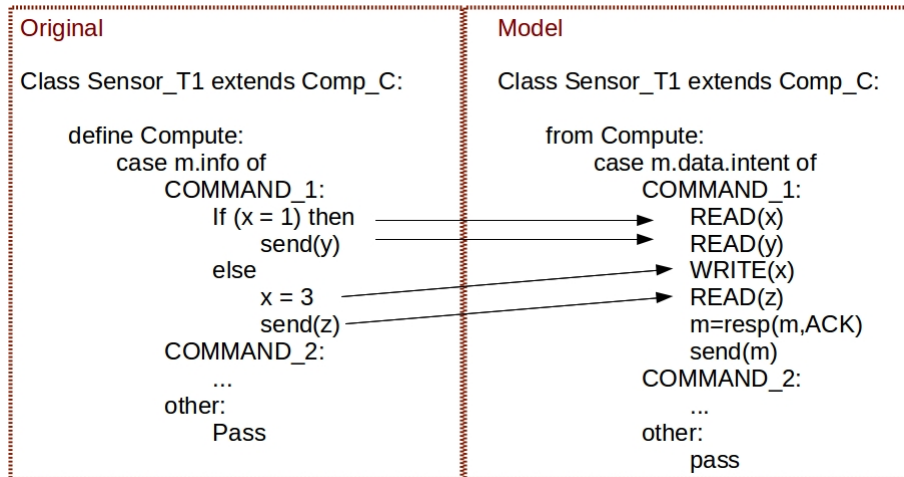 Original
Class Sensor_T1 extends Comp_C:
define Compute:
case m.info of
COMMAND_1:
If (x = 1) then
send(y)
else
x = 3
send(z)
COMMAND_2:
...
other:
Pass
Model
Class Sensor_T1 extends Comp_C:
from Compute:
case m.data.intent of
COMMAND_1:
READ(x)
READ(y)
WRITE(x)
READ(z)
m=resp(m,ACK)
send(m)
COMMAND_2:
...
other:
pass